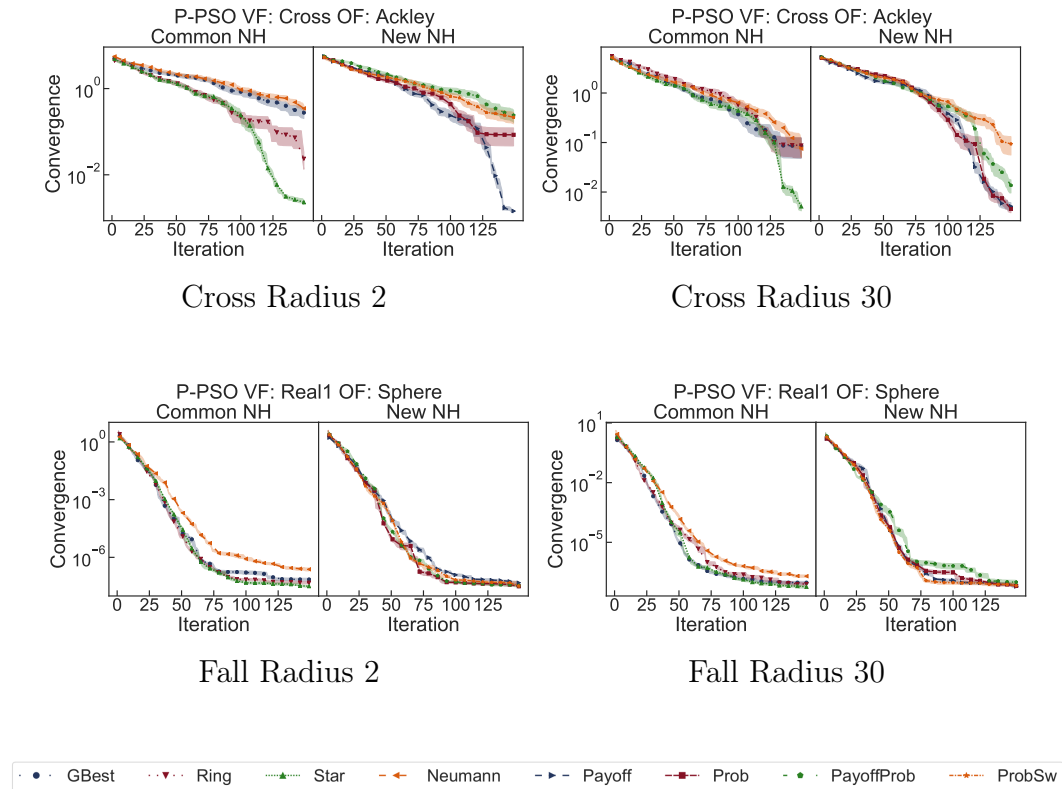 P-PSO VF: Cross OF: Ackley
Common NH New NH
Convergence
10^0
10^−2
0 25 50 75 100 125 0 25 50 75 100 125
Iteration Iteration
Cross Radius 2
P-PSO VF: Cross OF: Ackley
Common NH New NH
Convergence
10^0
10^−1
10^−2
0 25 50 75 100 125 0 25 50 75 100 125
Iteration Iteration
Cross Radius 30
P-PSO VF: Real1 OF: Sphere
Common NH New NH
Convergence
10^0
10^−3
10^−6
0 25 50 75 100 125 0 25 50 75 100 125
Iteration Iteration
Fall Radius 2
P-PSO VF: Real1 OF: Sphere
Common NH New NH
Convergence
10^1
10^−2
10^−5
0 25 50 75 100 125 0 25 50 75 100 125
Iteration Iteration
Fall Radius 30
GBest Ring Star Neumann Payoff Prob PayoffProb ProbSw